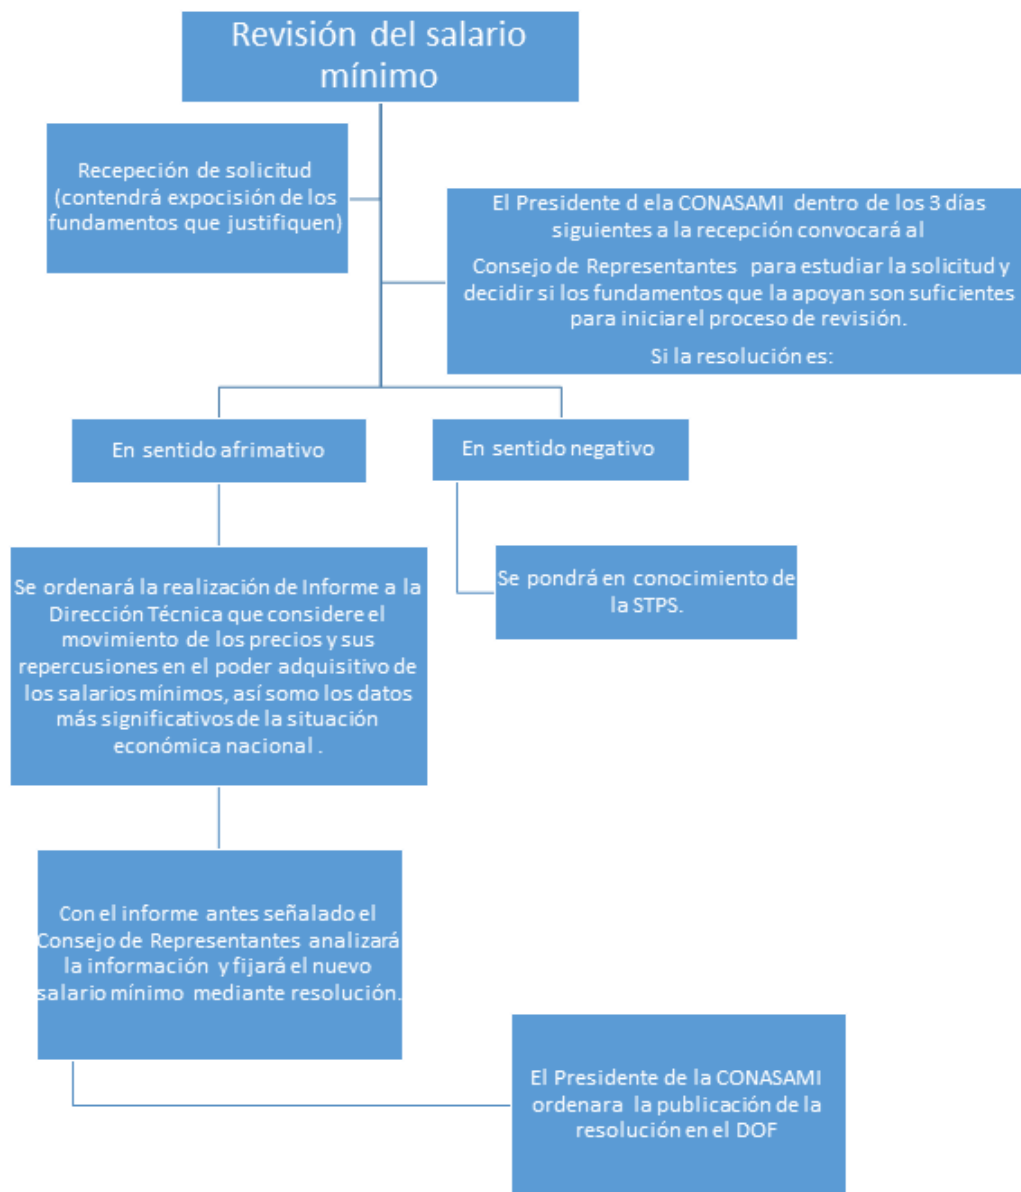 Revisión del salario
mínimo
Recepeción de solicitud
(contendrá expocisión de los
fundamentos que justifiquen)
El Presidente d ela CONASAMI dentro de los 3 días
siguientes a la recepción convocará al
Consejo de Representantes para estudiar la solicitud y
decidir si los fundamentos que la apoyan son suficientes
para iniciar el proceso de revisión.
Si la resolución es:
En sentido afrimativo
En sentido negativo
Se ordenará la realización de Informe a la
Dirección Técnica que considere el
movimiento de los precios y sus
repercusiones en el poder adquisitivo de
los salarios mínimos, así somo los datos
más significativos de la situación
económica nacional .
Se pondrá en conocimiento de
la STPS.
Con el informe antes señalado el
Consejo de Representantes analizará
la información y fijará el nuevo
salario mínimo mediante resolución.
El Presidente de la CONASAMI
ordenara la publicación de la
resolución en el DOF